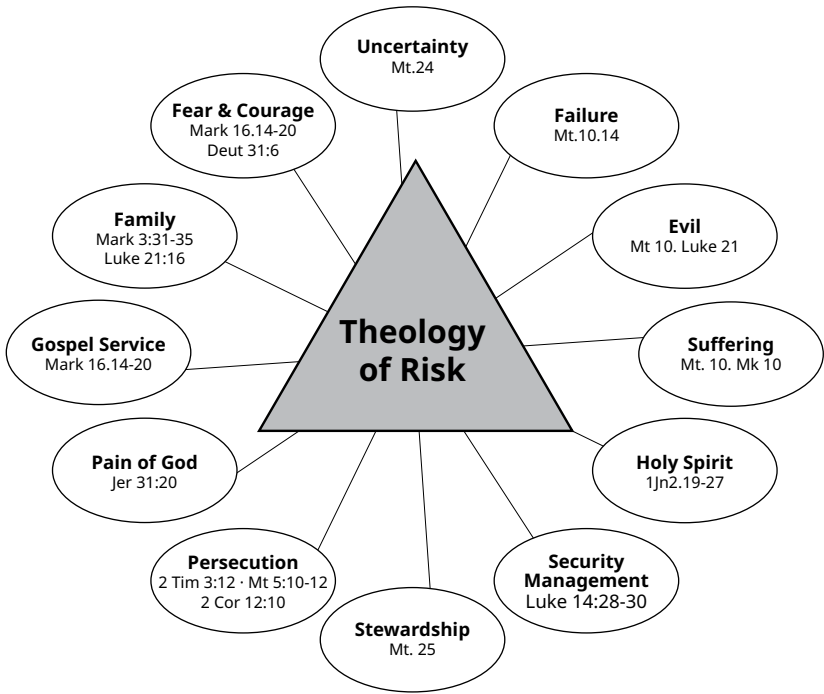 Uncertainty
Mt.24
Fear & Courage
Mark 16.14-20
Deut 31:6
Failure
Mt.10.14
Family
Mark 3:31-35
Luke 21:16
Evil
Mt 10. Luke 21
Theology
of Risk
Gospel Service
Mark 16.14-20
Suffering
Mt. 10. Mk 10
Pain of God
Jer 31:20
Holy Spirit
1Jn2.19-27
Persecution
2 Tim 3:12 · Mt 5:10-12
2 Cor 12:10
Security
Management
Luke 14:28-30
Stewardship
Mt. 25